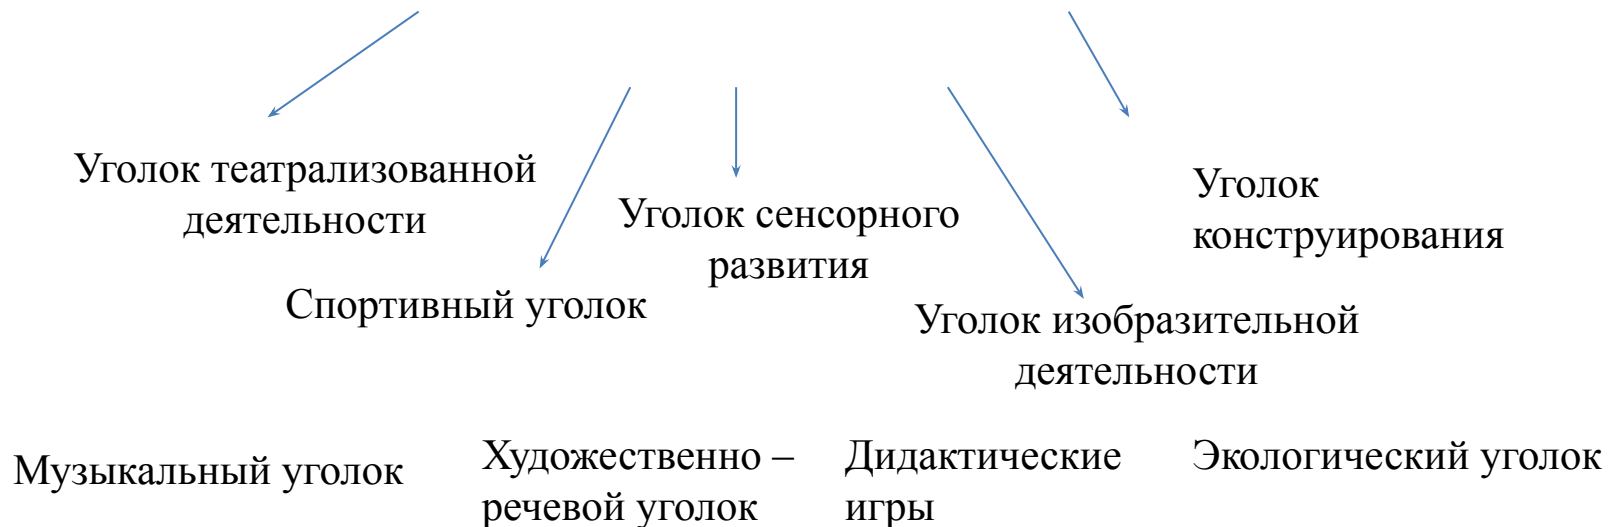 Уголок театрализованной
деятельности
Уголок сенсорного
развития
Уголок
конструирования
Спортивный уголок
Уголок изобразительной
деятельности
Музыкальный уголок
Художественно –
речевой уголок
Дидактические
игры
Экологический уголок